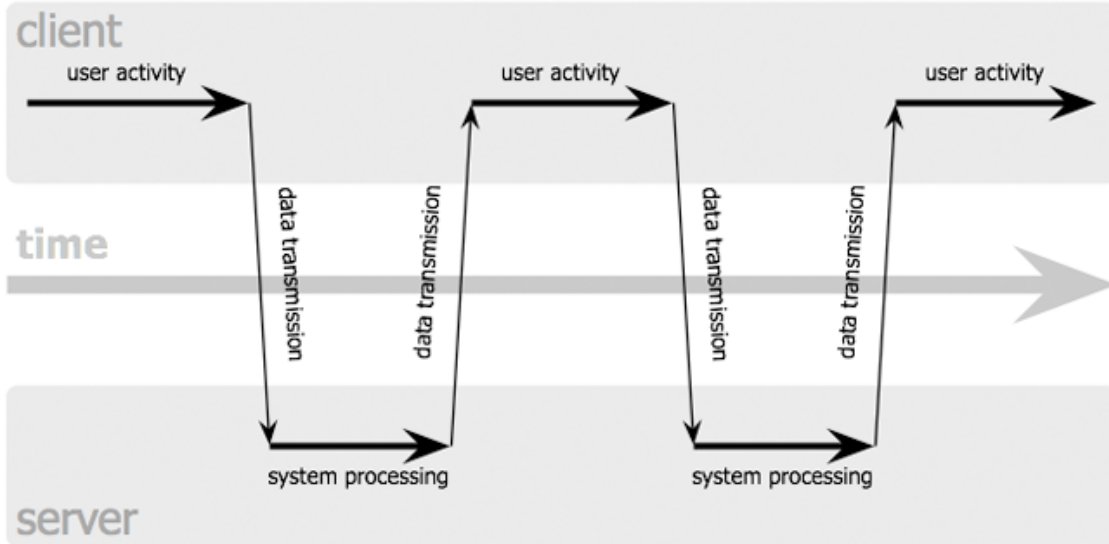 client
user activity
user activity
user activity
data transmission
data transmission
data transmission
data transmission
time
system processing
system processing
server